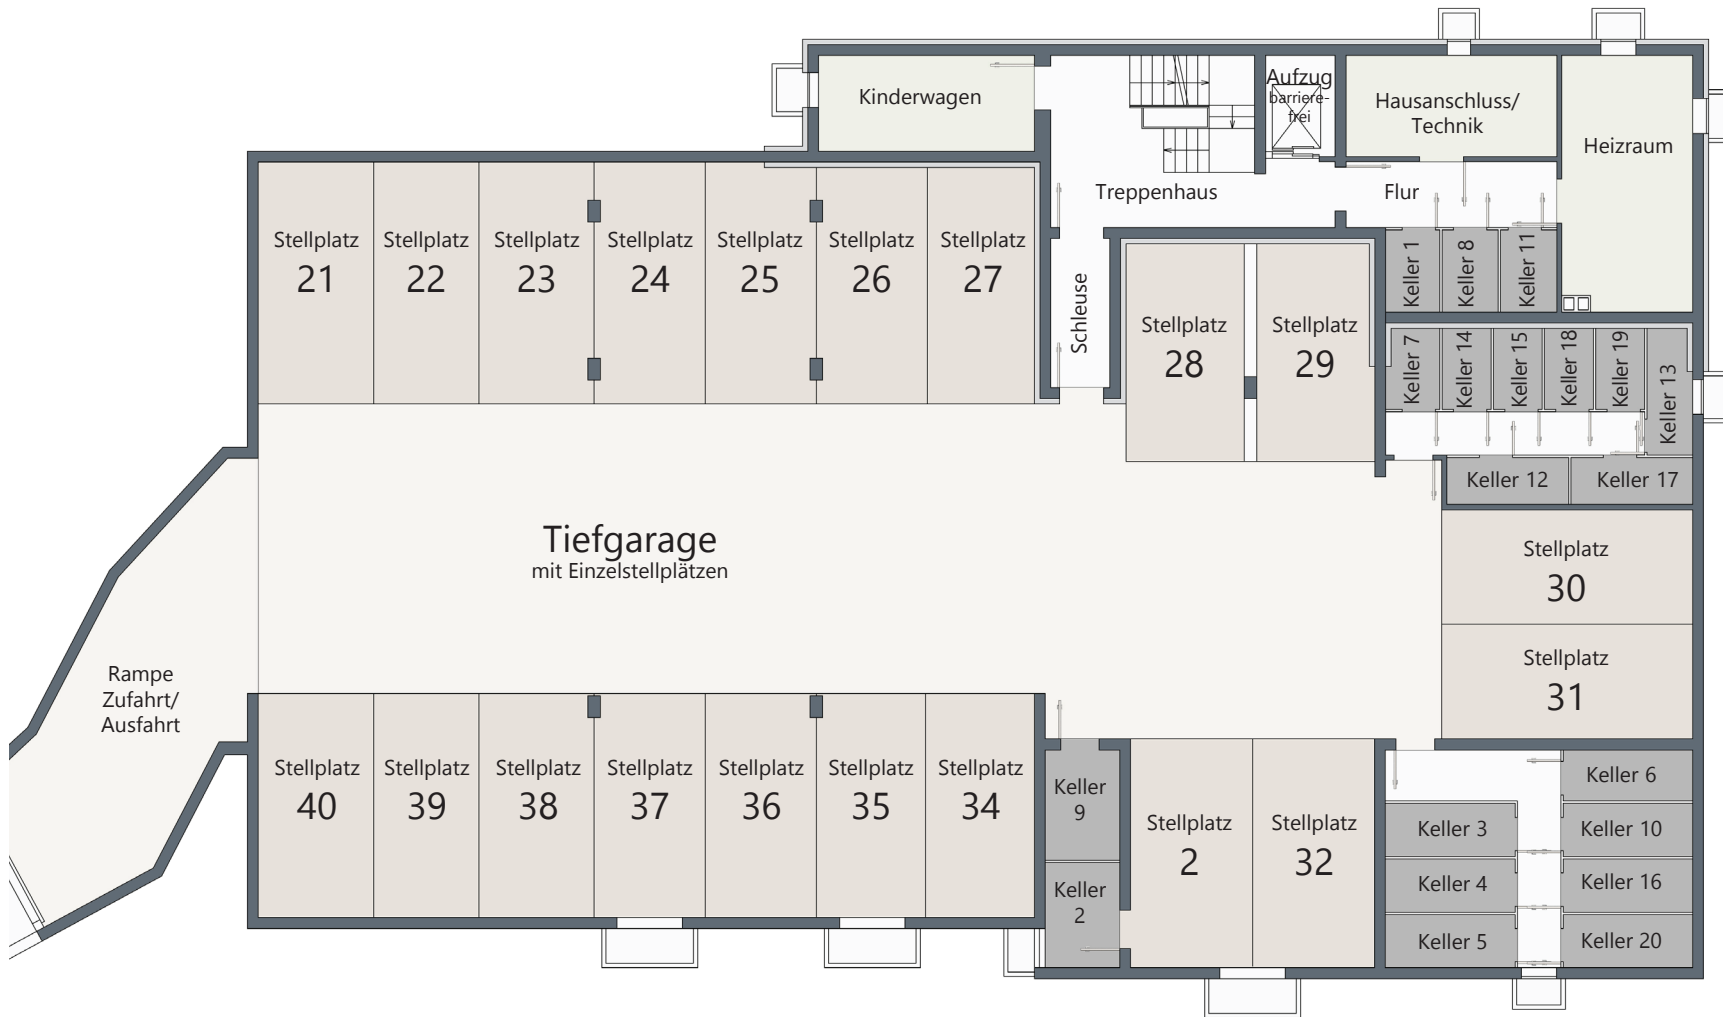 Kinderwagen
Aufzug
barriere-
frei
Hausanschluss/
Technik
Heizraum
Treppenhaus
Flur
Stellplatz
21
Stellplatz
22
Stellplatz
23
Stellplatz
24
Stellplatz
25
Stellplatz
26
Stellplatz
27
Schleuse
Stellplatz
28
Stellplatz
29
Keller 1
Keller 8
Keller 11
Keller 7
Keller 14
Keller 15
Keller 18
Keller 19
Keller 13
Keller 12
Keller 17
Tiefgarage
mit Einzelstellplätzen
Stellplatz
30
Stellplatz
31
Rampe
Zufahrt/
Ausfahrt
Stellplatz
40
Stellplatz
39
Stellplatz
38
Stellplatz
37
Stellplatz
36
Stellplatz
35
Stellplatz
34
Keller
9
Keller
2
Stellplatz
2
Stellplatz
32
Keller 6
Keller 3
Keller 10
Keller 4
Keller 16
Keller 5
Keller 20